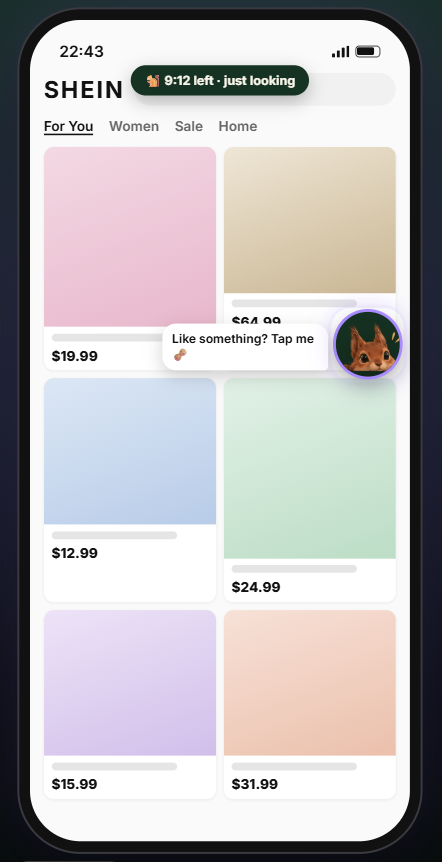 22:43
🐿️ 9:12 left · just looking
SHEIN
For You Women Sale Home
$64.99
Like something? Tap me 🥜
$19.99
$12.99
$24.99
$15.99
$31.99